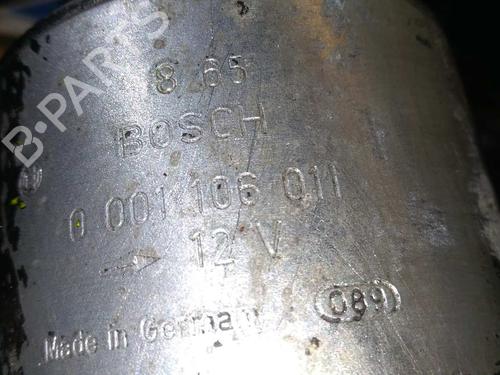 B-PARTS
8 65
BOSCH
0 001 106 011
12 V
Made in Germany
089